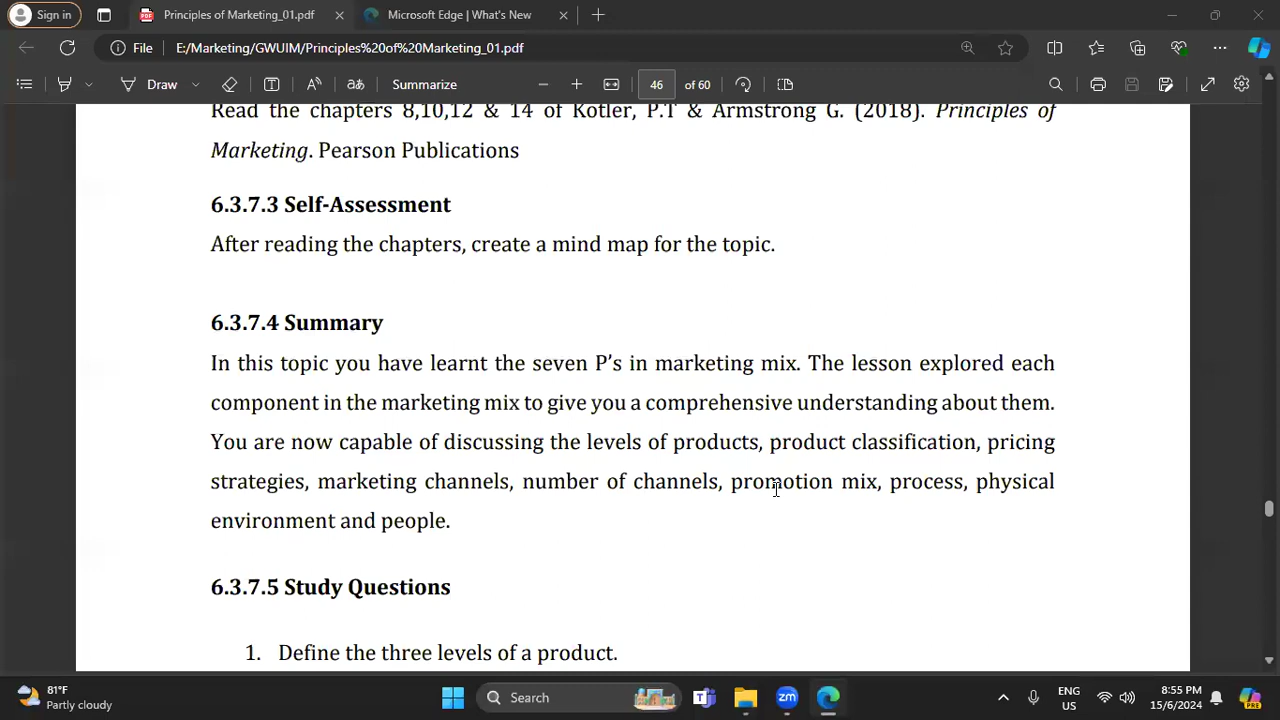 Sign in
Principles of Marketing_01.pdf
Microsoft Edge | What's New
File
E:/Marketing/GWUIM/Principles%20of%20Marketing_01.pdf
Draw
Summarize
46 of 60
Read the chapters 8,10,12 & 14 of Kotler, P.T & Armstrong G. (2018). Principles of
Marketing. Pearson Publications
6.3.7.3 Self-Assessment
After reading the chapters, create a mind map for the topic.
6.3.7.4 Summary
In this topic you have learnt the seven P’s in marketing mix. The lesson explored each
component in the marketing mix to give you a comprehensive understanding about them.
You are now capable of discussing the levels of products, product classification, pricing
strategies, marketing channels, number of channels, promotion mix, process, physical
environment and people.
6.3.7.5 Study Questions
1. Define the three levels of a product.
81°F
Partly cloudy
Search
zm
ENG
US
8:55 PM
15/6/2024
PRE